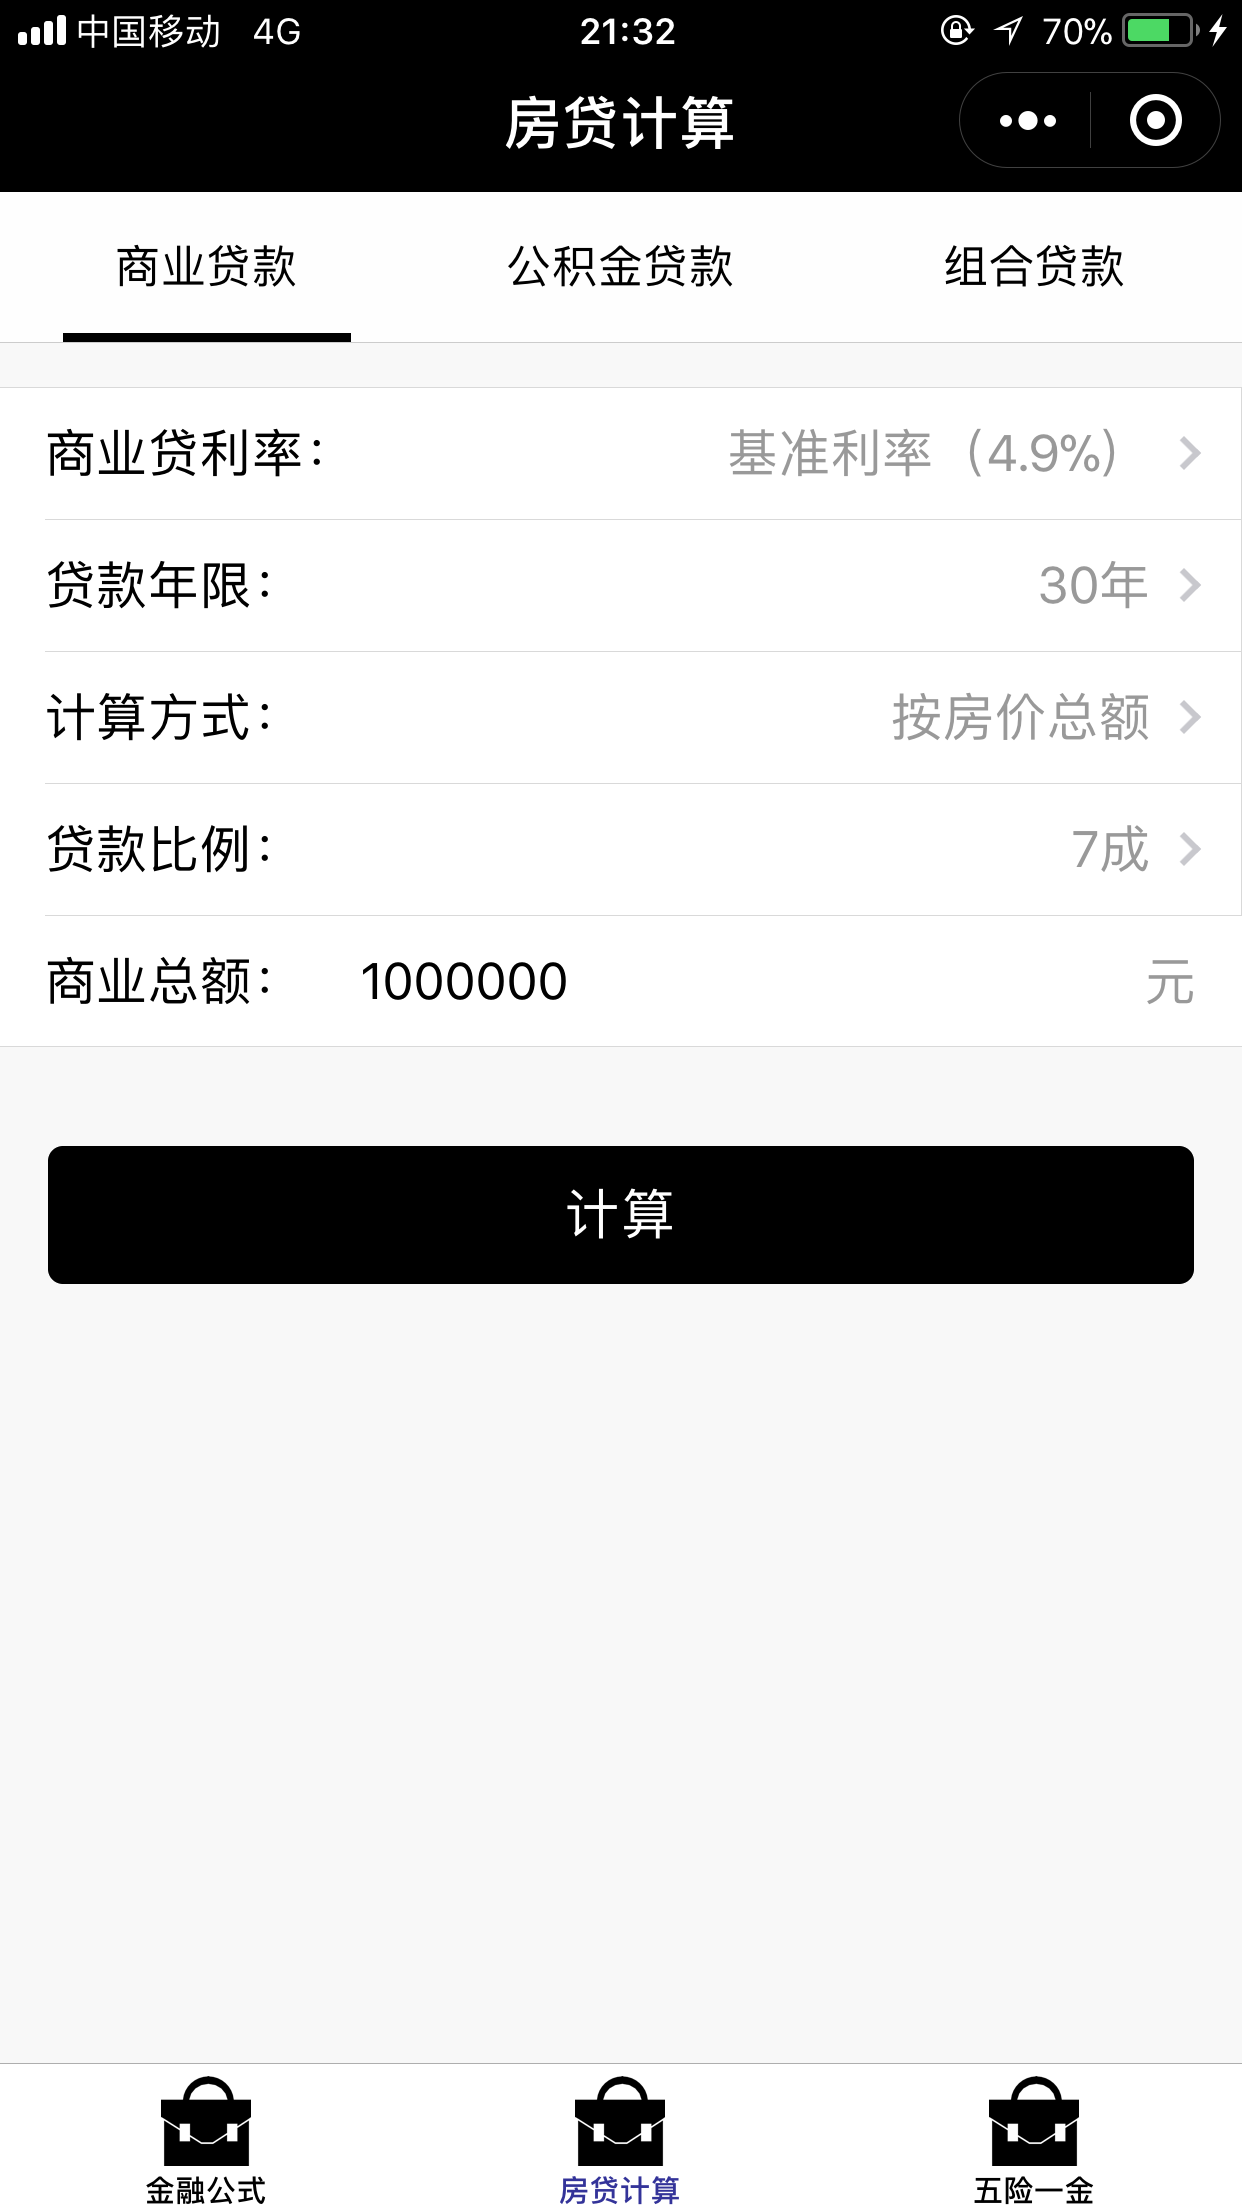 中国移动 4G 21:32 70%
房贷计算
商业贷款 公积金贷款 组合贷款
商业贷利率： 基准利率（4.9%）
贷款年限： 30年
计算方式： 按房价总额
贷款比例： 7成
商业总额： 1000000 元
计算
金融公式 房贷计算 五险一金